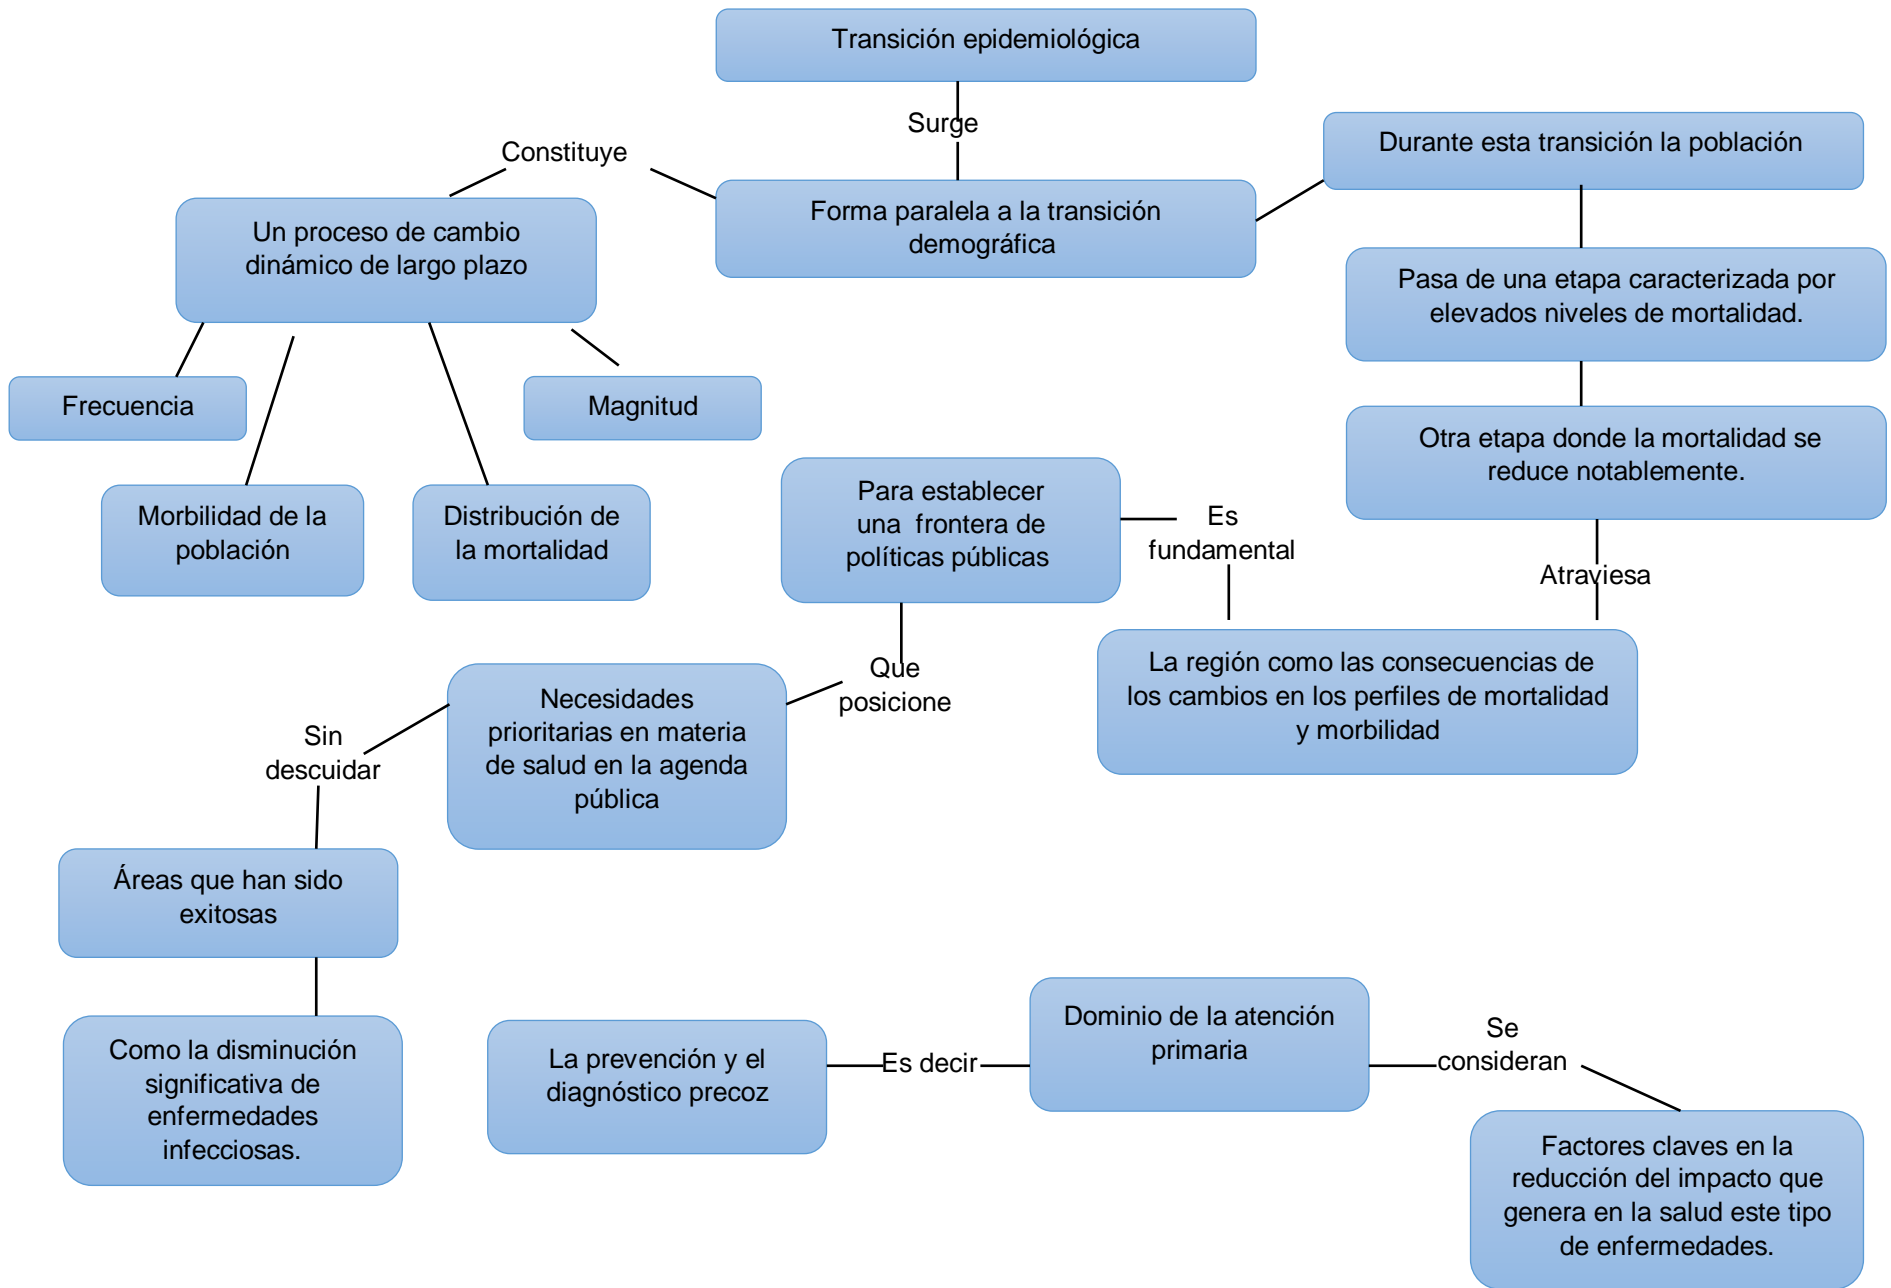 Transición epidemiológica
Surge
Constituye
Durante esta transición la población
Forma paralela a la transición
demográfica
Un proceso de cambio
dinámico de largo plazo
Pasa de una etapa caracterizada por
elevados niveles de mortalidad.
Frecuencia
Magnitud
Otra etapa donde la mortalidad se
reduce notablemente.
Morbilidad de la
población
Distribución de
la mortalidad
Para establecer
una  frontera de
políticas públicas
Es
fundamental
Atraviesa
La región como las consecuencias de
los cambios en los perfiles de mortalidad
y morbilidad
Que
posicione
Necesidades
prioritarias en materia
de salud en la agenda
pública
Sin
descuidar
Áreas que han sido
exitosas
Como la disminución
significativa de
enfermedades
infecciosas.
La prevención y el
diagnóstico precoz
Es decir
Dominio de la atención
primaria
Se
consideran
Factores claves en la
reducción del impacto que
genera en la salud este tipo
de enfermedades.